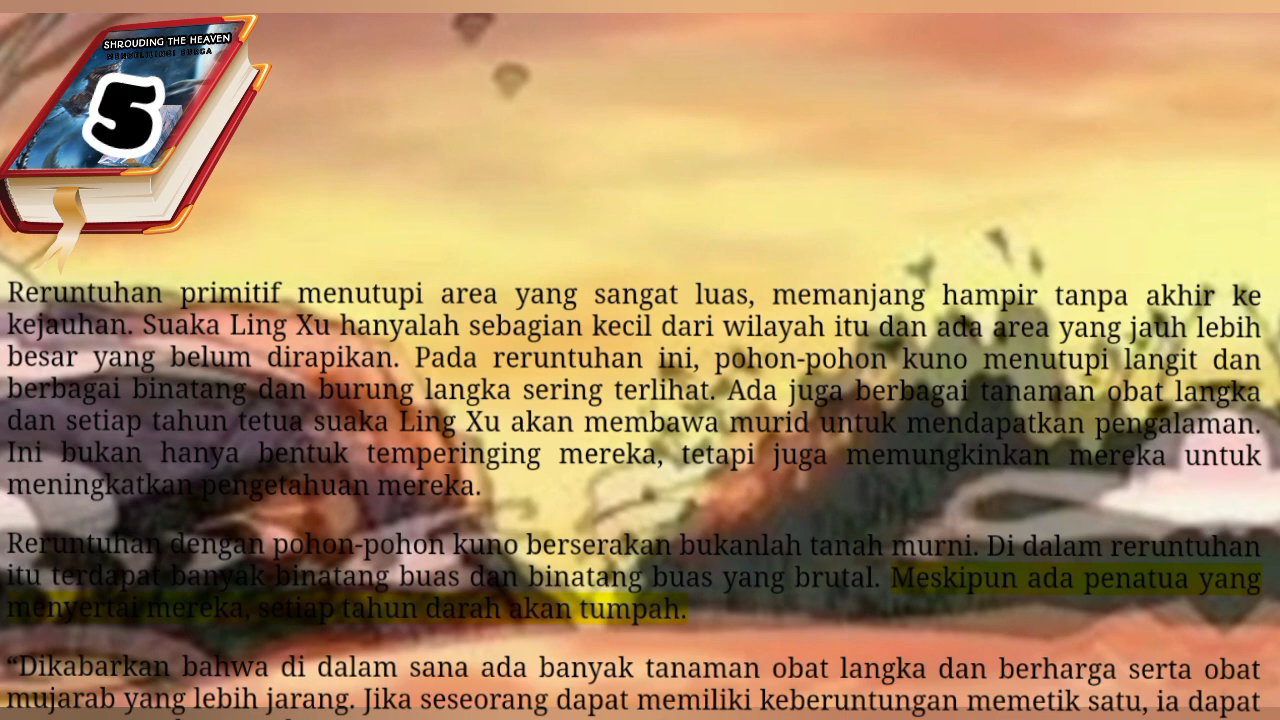 SHROUDING THE HEAVEN
5
Reruntuhan primitif menutupi area yang sangat luas, memanjang hampir tanpa akhir ke
kejauhan. Suaka Ling Xu hanyalah sebagian kecil dari wilayah itu dan ada area yang jauh lebih
besar yang belum dirapikan. Pada reruntuhan ini, pohon-pohon kuno menutupi langit dan
berbagai binatang dan burung langka sering terlihat. Ada juga berbagai tanaman obat langka
dan setiap tahun tetua suaka Ling Xu akan membawa murid untuk mendapatkan pengalaman.
Ini bukan hanya bentuk temperinging mereka, tetapi juga memungkinkan mereka untuk
meningkatkan pengetahuan mereka.
Reruntuhan dengan pohon-pohon kuno berserakan bukanlah tanah murni. Di dalam reruntuhan
itu terdapat banyak binatang buas dan binatang buas yang brutal. Meskipun ada penatua yang
menyertai mereka, setiap tahun darah akan tumpah.
“Dikabarkan bahwa di dalam sana ada banyak tanaman obat langka dan berharga serta obat
mujarab yang lebih jarang. Jika seseorang dapat memiliki keberuntungan memetik satu, ia dapat